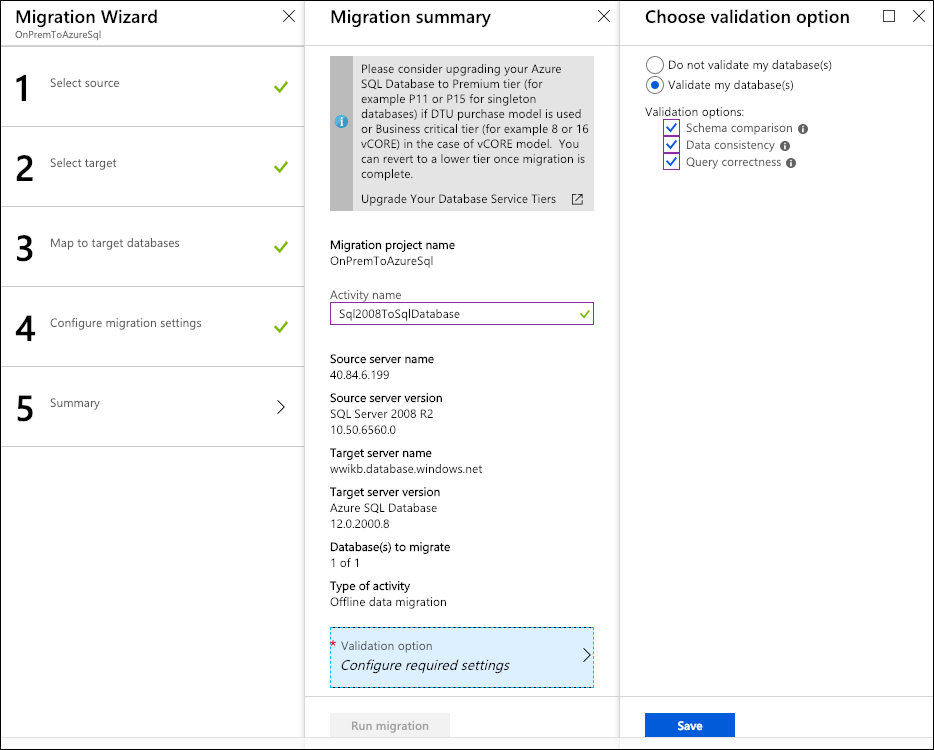 Migration Wizard
OnPremToAzureSql
1
Select source
2
Select target
3
Map to target databases
4
Configure migration settings
5
Summary
Migration summary
Please consider upgrading your Azure
SQL Database to Premium tier (for
example P11 or P15 for singleton
databases) if DTU purchase model is used
or Business critical tier (for example 8 or 16
vCORE) in the case of vCORE model. You
can revert to a lower tier once migration is
complete.
Upgrade Your Database Service Tiers
Migration project name
OnPremToAzureSql
Activity name
Sql2008ToSqlDatabase
Source server name
40.84.6.199
Source server version
SQL Server 2008 R2
10.50.6560.0
Target server name
wwikb.database.windows.net
Target server version
Azure SQL Database
12.0.2000.8
Database(s) to migrate
1 of 1
Type of activity
Offline data migration
* Validation option
Configure required settings
Run migration
Choose validation option
Do not validate my database(s)
Validate my database(s)
Validation options:
Schema comparison
Data consistency
Query correctness
Save